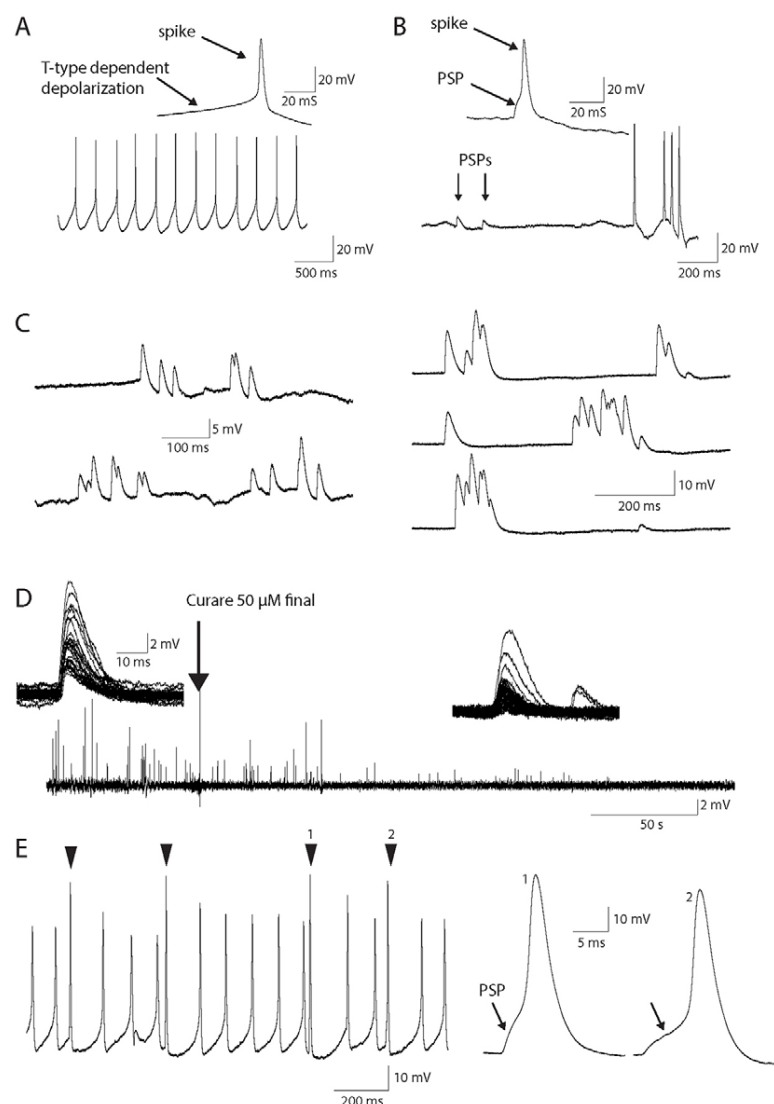 A
spike
T-type dependent
depolarization
20 mV
20 mS
20 mV
500 ms
B
spike
PSP
20 mV
20 mS
PSPs
20 mV
200 ms
C
5 mV
100 ms
10 mV
200 ms
D
Curare 50 µM final
2 mV
10 ms
2 mV
50 s
E
1
2
10 mV
200 ms
1
2
10 mV
5 ms
PSP